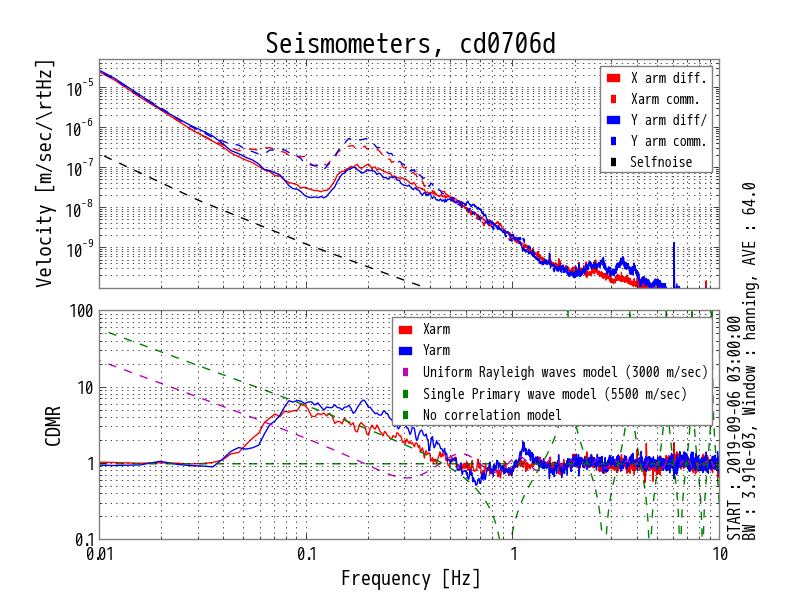 Seismometers, cd0706d
Velocity [m/sec/\rtHz]
10^-5
10^-6
10^-7
10^-8
10^-9
X arm diff.
Xarm comm.
Y arm diff/
Y arm comm.
Selfnoise
CDMR
100
10
1
0.1
Xarm
Yarm
Uniform Rayleigh waves model (3000 m/sec)
Single Primary wave model (5500 m/sec)
No correlation model
0.01
0.1
1
10
Frequency [Hz]
START : 2019-09-06 03:00:00
BW : 3.91e-03, Window : hanning, AVE : 64.0